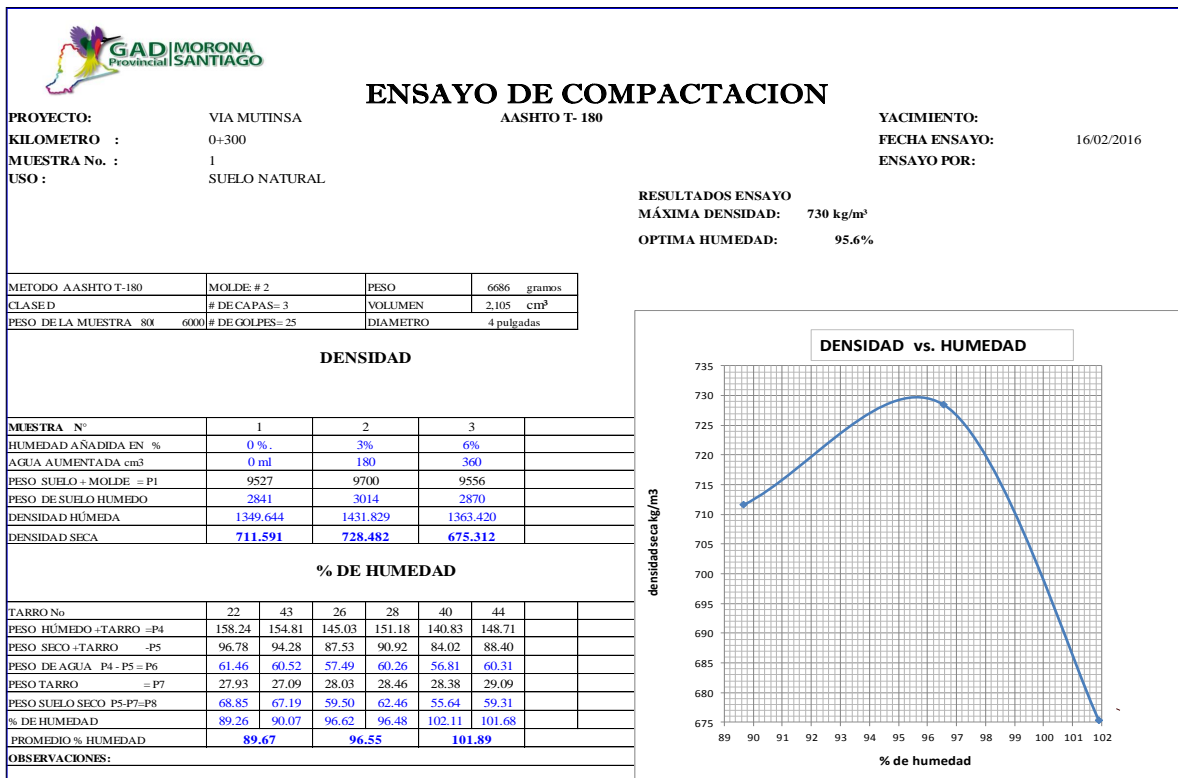 GAD MORONA
Provincial SANTIAGO
ENSAYO DE COMPACTACION
PROYECTO: VIA MUTINSA AASHTO T- 180 YACIMIENTO:
KILOMETRO : 0+300 FECHA ENSAYO: 16/02/2016
MUESTRA No. : 1 ENSAYO POR:
USO : SUELO NATURAL
RESULTADOS ENSAYO
MÁXIMA DENSIDAD: 730 kg/m³
OPTIMA HUMEDAD: 95.6%
METODO AASHTO T-180 MOLDE: # 2 PESO 6686 gramos
CLASE D # DE CAPAS= 3 VOLUMEN 2,105 cm³
PESO DE LA MUESTRA 6000 # DE GOLPES= 25 DIAMETRO 4 pulgadas
DENSIDAD
MUESTRA N° 1 2 3
HUMEDAD AÑADIDA EN % 0 %. 3% 6%
AGUA AUMENTADA cm3 0 ml 180 360
PESO SUELO + MOLDE = P1 9527 9700 9556
PESO DE SUELO HUMEDO 2841 3014 2870
DENSIDAD HÚMEDA 1349.644 1431.829 1363.420
DENSIDAD SECA 711.591 728.482 675.312
% DE HUMEDAD
TARRO No 22 43 26 28 40 44
PESO HÚMEDO +TARRO =P4 158.24 154.81 145.03 151.18 140.83 148.71
PESO SECO +TARRO -P5 96.78 94.28 87.53 90.92 84.02 88.40
PESO DE AGUA P4 - P5 = P6 61.46 60.52 57.49 60.26 56.81 60.31
PESO TARRO = P7 27.93 27.09 28.03 28.46 28.38 29.09
PESO SUELO SECO P5-P7=P8 68.85 67.19 59.50 62.46 55.64 59.31
% DE HUMEDAD 89.26 90.07 96.62 96.48 102.11 101.68
PROMEDIO % HUMEDAD 89.67 96.55 101.89
OBSERVACIONES:
DENSIDAD vs. HUMEDAD
densidad seca kg/m3
735
730
725
720
715
710
705
700
695
690
685
680
675
89 90 91 92 93 94 95 96 97 98 99 100 101 102
% de humedad